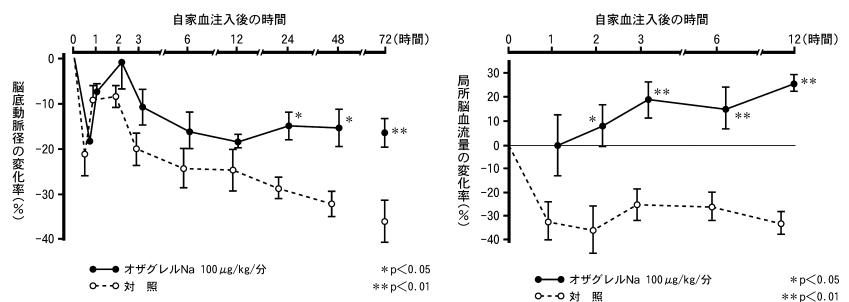 自家血注入後の時間
0 1 2 3 6 12 24 48 72(時間)
脳底動脈径の変化率(%)
0
-10
-20
-30
-40
*
*
**
オザグレルNa 100μg/kg/分
対 照
*p<0.05
**p<0.01
自家血注入後の時間
0 1 2 3 6 12(時間)
局所脳血流量の変化率(%)
30
20
10
0
10
-20
-30
-40
*
**
**
**
オザグレルNa 100μg/kg/分
対 照
*p<0.05
**p<0.01